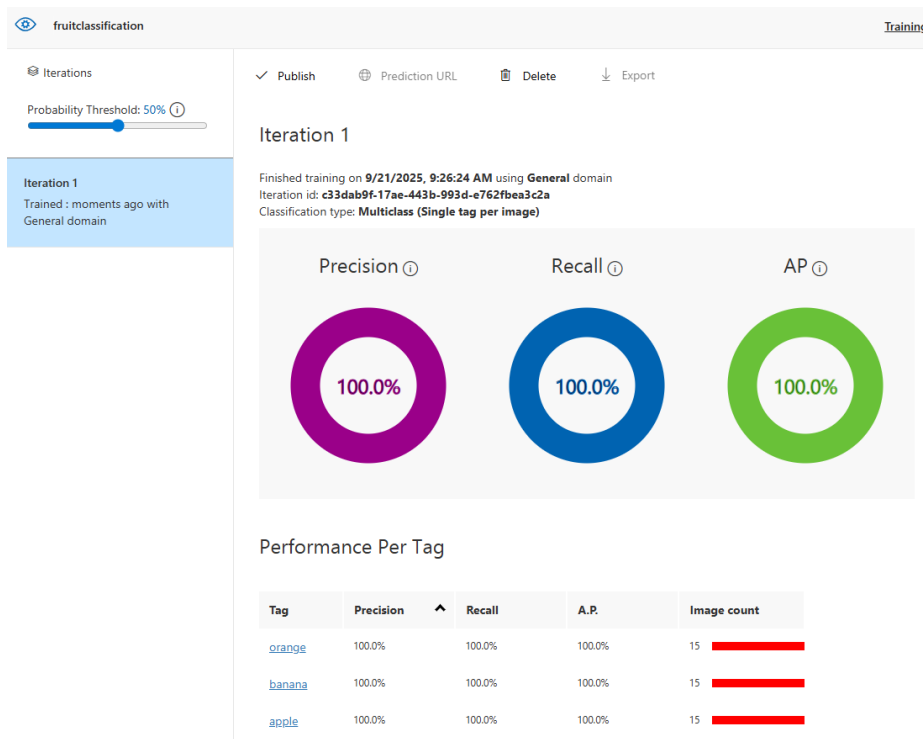 fruitclassification
Training
Iterations
Probability Threshold: 50%
Iteration 1
Trained : moments ago with
General domain
Publish Prediction URL Delete Export
Iteration 1
Finished training on 9/21/2025, 9:26:24 AM using General domain
Iteration id: c33dab9f-17ae-443b-993d-e762fbea3c2a
Classification type: Multiclass (Single tag per image)
Precision Recall AP
100.0% 100.0% 100.0%
Performance Per Tag
Tag Precision Recall A.P. Image count
orange 100.0% 100.0% 100.0% 15
banana 100.0% 100.0% 100.0% 15
apple 100.0% 100.0% 100.0% 15